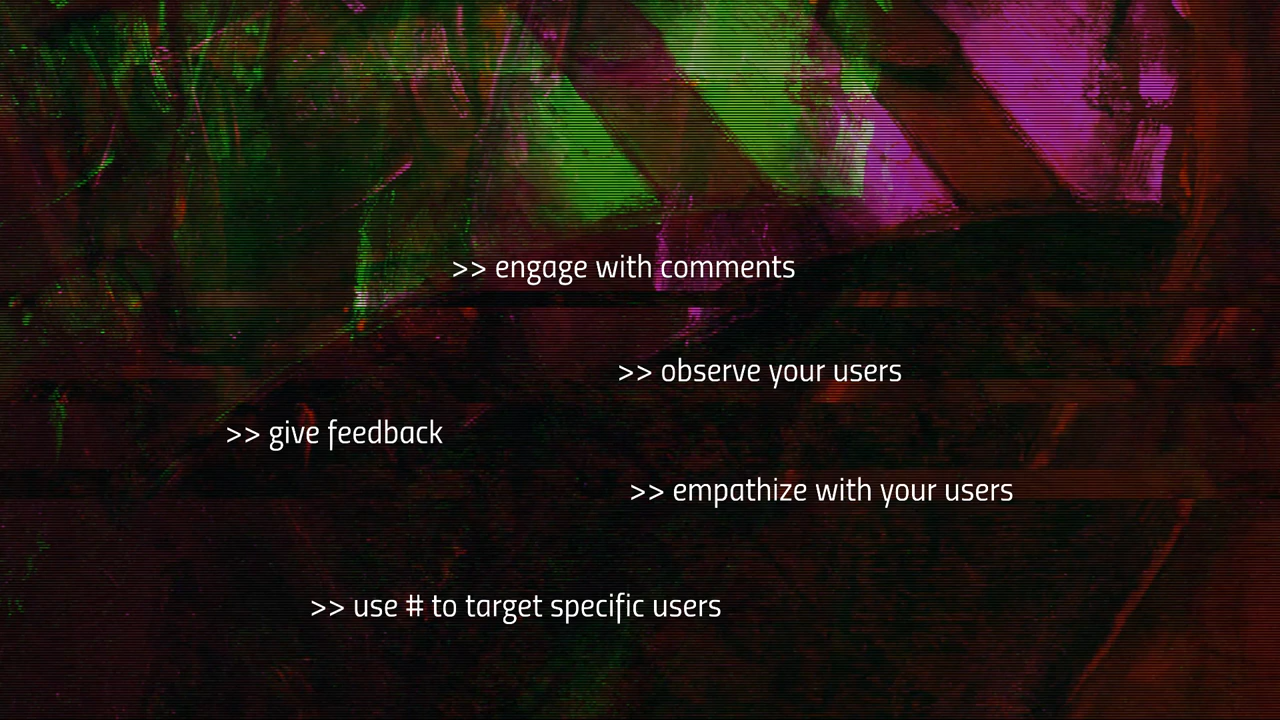 >> engage with comments
>> observe your users
>> give feedback
>> empathize with your users
>> use # to target specific users